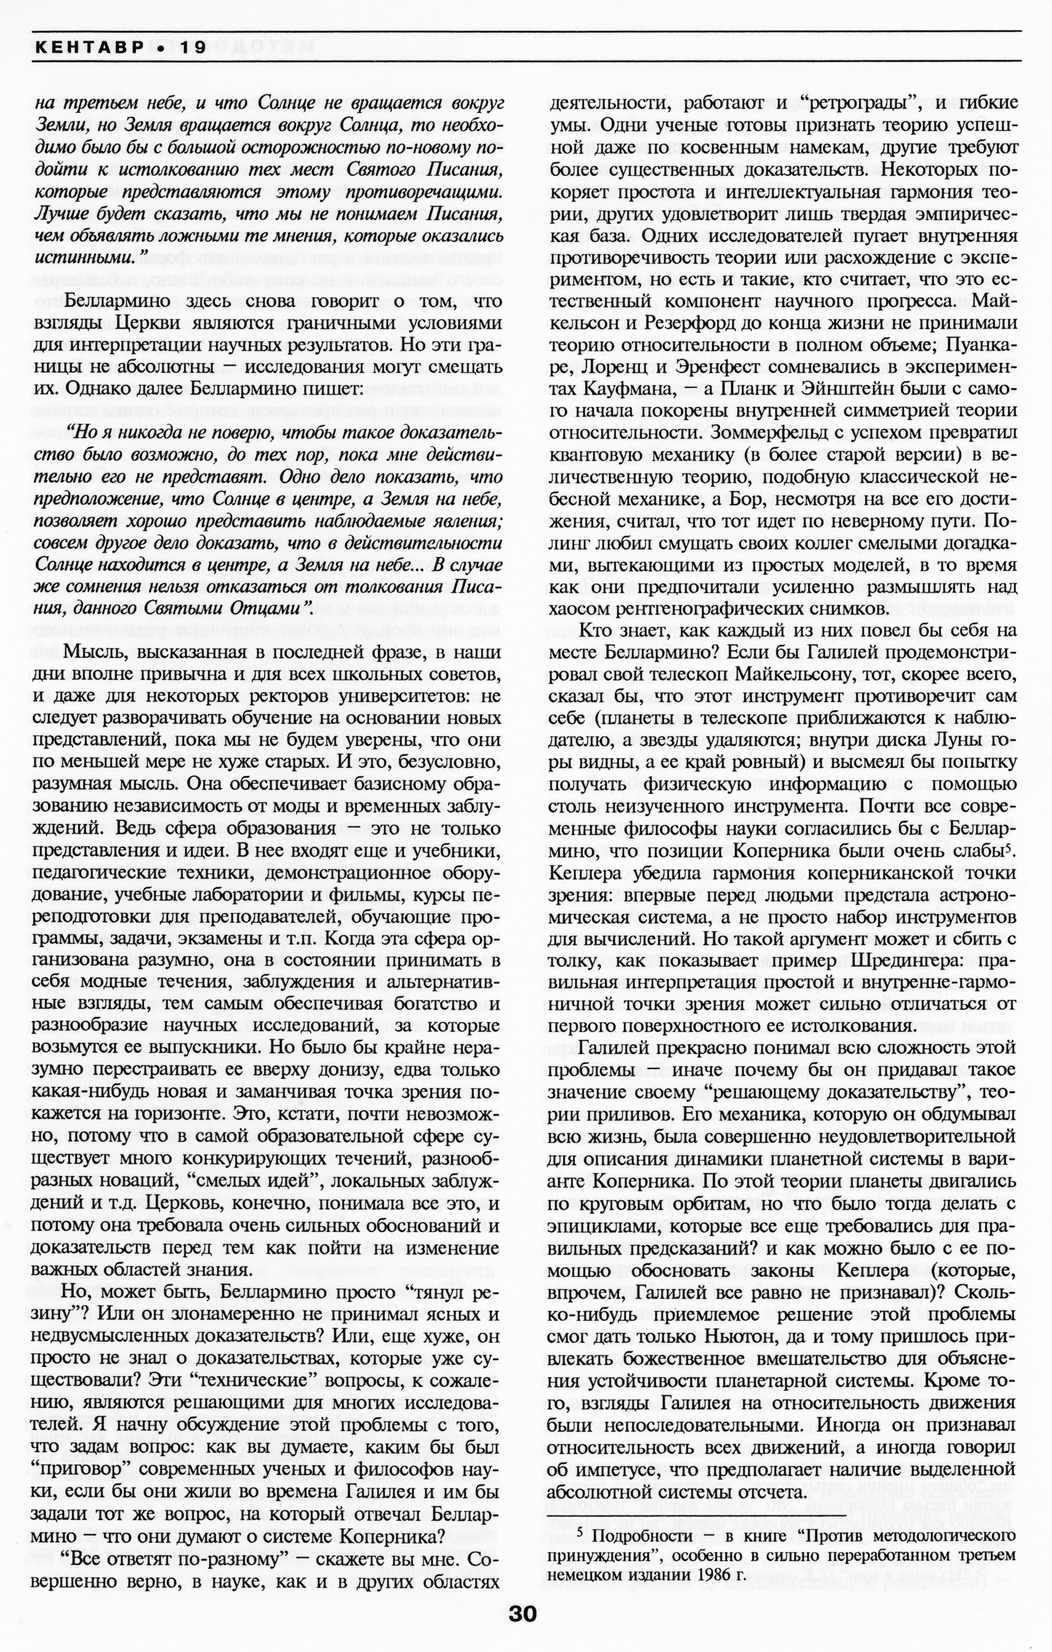 КЕНТАВР • 19
на третьем небе, и что Солнце не вращается вокруг
Земли, но Земля вращается вокруг Солнца, то необхо-
димо было бы с большой осторожностью по-новому по-
дойти к истолкованию тех мест Святого Писания,
которые представляются этому противоречащими.
Лучше будет сказать, что мы не понимаем Писания,
чем объявлять ложными те мнения, которые оказались
истинными.”
Беллармино здесь снова говорит о том, что
взгляды Церкви являются граничными условиями
для интерпретации научных результатов. Но эти гра-
ницы не абсолютны — исследования могут смещать
их. Однако далее Беллармино пишет:
“Но я никогда не поверю, чтобы такое доказатель-
ство было возможно, до тех пор, пока мне действи-
тельно его не представят. Одно дело показать, что
предположение, что Солнце в центре, а Земля на небе,
позволяет хорошо представить наблюдаемые явления;
совсем другое дело доказать, что в действительности
Солнце находится в центре, а Земля на небе... В случае
же сомнения нельзя отказаться от толкования Писа-
ния, данного Святыми Отцами”.
Мысль, высказанная в последней фразе, в наши
дни вполне привычна и для всех школьных советов,
и даже для некоторых ректоров университетов: не
следует разворачивать обучение на основании новых
представлений, пока мы не будем уверены, что они
по меньшей мере не хуже старых. И это, безусловно,
разумная мысль. Она обеспечивает базисному обра-
зованию независимость от моды и временных заблу-
ждений. Ведь сфера образования — это не только
представления и идеи. В нее входят еще и учебники,
педагогические техники, демонстрационное обору-
дование, учебные лаборатории и фильмы, курсы пе-
реподготовки для преподавателей, обучающие про-
граммы, задачи, экзамены и т.п. Когда эта сфера ор-
ганизована разумно, она в состоянии принимать в
себя модные течения, заблуждения и альтернатив-
ные взгляды, тем самым обеспечивая богатство и
разнообразие научных исследований, за которые
возьмутся ее выпускники. Но было бы крайне нера-
зумно перестраивать ее вверху донизу, едва только
какая-нибудь новая и заманчивая точка зрения по-
кажется на горизонте. Это, кстати, почти невозмож-
но, потому что в самой образовательной сфере су-
ществует много конкурирующих течений, разнооб-
разных новаций, “смелых идей”, локальных заблуж-
дений и т.д. Церковь, конечно, понимала все это, и
потому она требовала очень сильных обоснований и
доказательств перед тем как пойти на изменение
важных областей знания.
Но, может быть, Беллармино просто “тянул ре-
зину”? Или он злонамеренно не принимал ясных и
недвусмысленных доказательств? Или, еще хуже, он
просто не знал о доказательствах, которые уже су-
ществовали? Эти “технические” вопросы, к сожале-
нию, являются решающими для многих исследова-
телей. Я начну обсуждение этой проблемы с того,
что задам вопрос: как вы думаете, каким бы был
“приговор” современных ученых и философов нау-
ки, если бы они жили во времена Галилея и им бы
задали тот же вопрос, на который отвечал Беллар-
мино — что они думают о системе Коперника?
“Все ответят по-разному” — скажете вы мне. Со-
вершенно верно, в науке, как и в других областях
деятельности, работают и “ретрограды”, и гибкие
умы. Одни ученые готовы признать теорию успеш-
ной даже по косвенным намекам, другие требуют
более существенных доказательств. Некоторых по-
коряет простота и интеллектуальная гармония тео-
рии, других удовлетворит лишь твердая эмпиричес-
кая база. Одних исследователей пугает внутренняя
противоречивость теории или расхождение с экспе-
риментом, но есть и такие, кто считает, что это ес-
тественный компонент научного прогресса. Май-
кельсон и Резерфорд до конца жизни не принимали
теорию относительности в полном объеме; Пуанка-
ре, Лоренц и Эренфест сомневались в эксперимен-
тах Кауфмана, — а Планк и Эйнштейн были с само-
го начала покорены внутренней симметрией теории
относительности. Зоммерфельд с успехом превратил
квантовую механику (в более старой версии) в ве-
личественную теорию, подобную классической не-
бесной механике, а Бор, несмотря на все его дости-
жения, считал, что тот идет по неверному пути. По-
линг любил смущать своих коллег смелыми догадка-
ми, вытекающими из простых моделей, в то время
как они предпочитали усиленно размышлять над
хаосом рентгенографических снимков.
Кто знает, как каждый из них повел бы себя на
месте Беллармино? Если бы Галилей продемонстри-
ровал свой телескоп Майкельсону, тот, скорее всего,
сказал бы, что этот инструмент противоречит сам
себе (планеты в телескопе приближаются к наблю-
дателю, а звезды удаляются; внутри диска Луны го-
ры видны, а ее край ровный) и высмеял бы попытку
получать физическую информацию с помощью
столь неизученного инструмента. Почти все совре-
менные философы науки согласились бы с Беллар-
мино, что позиции Коперника были очень слабы⁵.
Кеплера убедила гармония коперниканской точки
зрения: впервые перед людьми предстала астроно-
мическая система, а не просто набор инструментов
для вычислений. Но такой аргумент может и сбить с
толку, как показывает пример Шредингера: пра-
вильная интерпретация простой и внутренне-гармо-
ничной точки зрения может сильно отличаться от
первого поверхностного ее истолкования.
Галилей прекрасно понимал всю сложность этой
проблемы — иначе почему бы он придавал такое
значение своему “решающему доказательству”, тео-
рии приливов. Его механика, которую он обдумывал
всю жизнь, была совершенно неудовлетворительной
для описания динамики планетной системы в вари-
анте Коперника. По этой теории планеты двигались
по круговым орбитам, но что было тогда делать с
эпициклами, которые все еще требовались для пра-
вильных предсказаний? и как можно было с ее по-
мощью обосновать законы Кеплера (которые,
впрочем, Галилей все равно не признавал)? Сколь-
ко-нибудь приемлемое решение этой проблемы
смог дать только Ньютон, да и тому пришлось при-
влекать божественное вмешательство для объясне-
ния устойчивости планетарной системы. Кроме то-
го, взгляды Галилея на относительность движения
были непоследовательными. Иногда он признавал
относительность всех движений, а иногда говорил
об импетусе, что предполагает наличие выделенной
абсолютной системы отсчета.
⁵ Подробности — в книге “Против методологического
принуждения”, особенно в сильно переработанном третьем
немецком издании 1986 г.
30